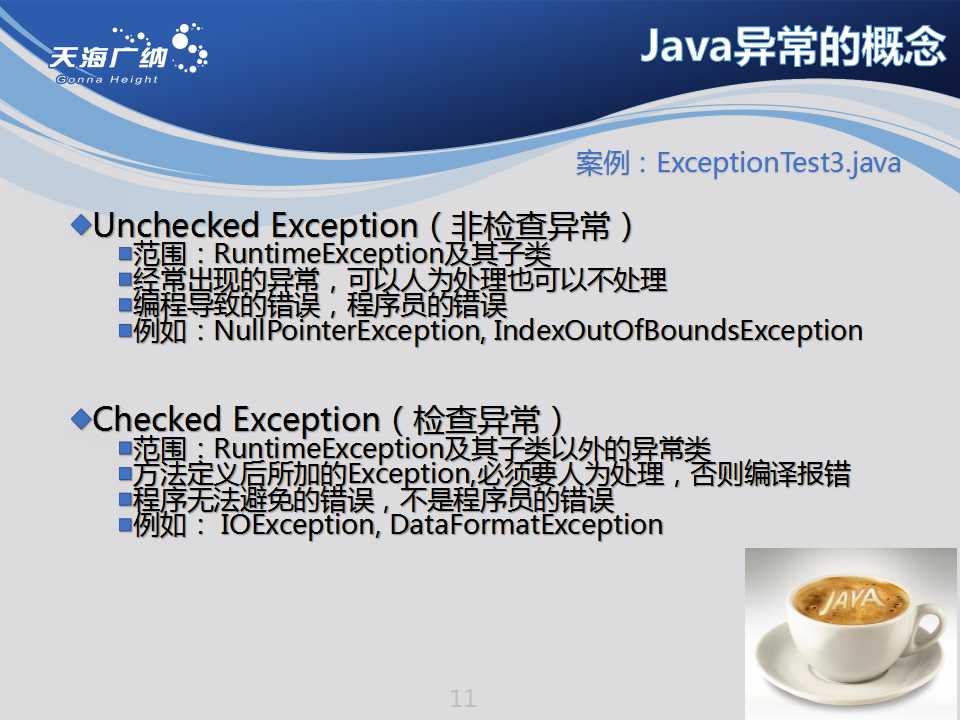 天海广纳
Gonna Height
Java异常的概念
案例：ExceptionTest3.java
Unchecked Exception（非检查异常）
范围：RuntimeException及其子类
经常出现的异常，可以人为处理也可以不处理
编程导致的错误，程序员的错误
例如：NullPointerException, IndexOutOfBoundsException
Checked Exception（检查异常）
范围：RuntimeException及其子类以外的异常类
方法定义后所加的Exception,必须要人为处理，否则编译报错
程序无法避免的错误，不是程序员的错误
例如： IOException, DataFormatException
JAVA
11